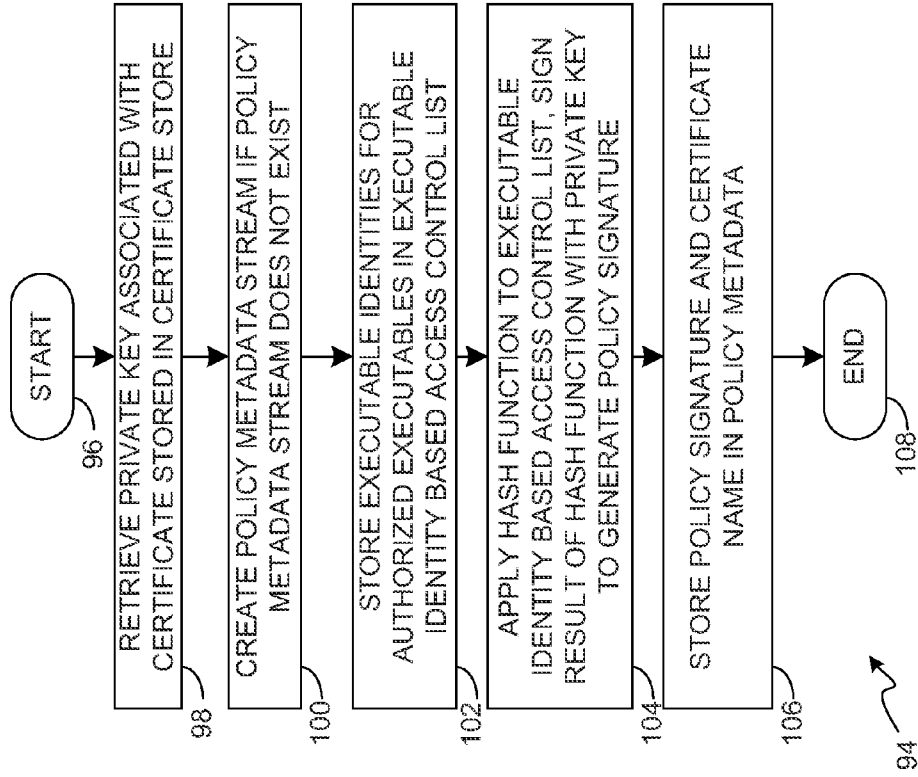 START
96
RETRIEVE PRIVATE KEY ASSOCIATED WITH
CERTIFICATE STORED IN CERTIFICATE STORE
98
CREATE POLICY METADATA STREAM IF POLICY
METADATA STREAM DOES NOT EXIST
100
STORE EXECUTABLE IDENTITIES FOR
AUTHORIZED EXECUTABLES IN EXECUTABLE
IDENTITY BASED ACCESS CONTROL LIST
102
APPLY HASH FUNCTION TO EXECUTABLE
IDENTITY BASED ACCESS CONTROL LIST, SIGN
RESULT OF HASH FUNCTION WITH PRIVATE KEY
TO GENERATE POLICY SIGNATURE
104
STORE POLICY SIGNATURE AND CERTIFICATE
NAME IN POLICY METADATA
106
END
108
94